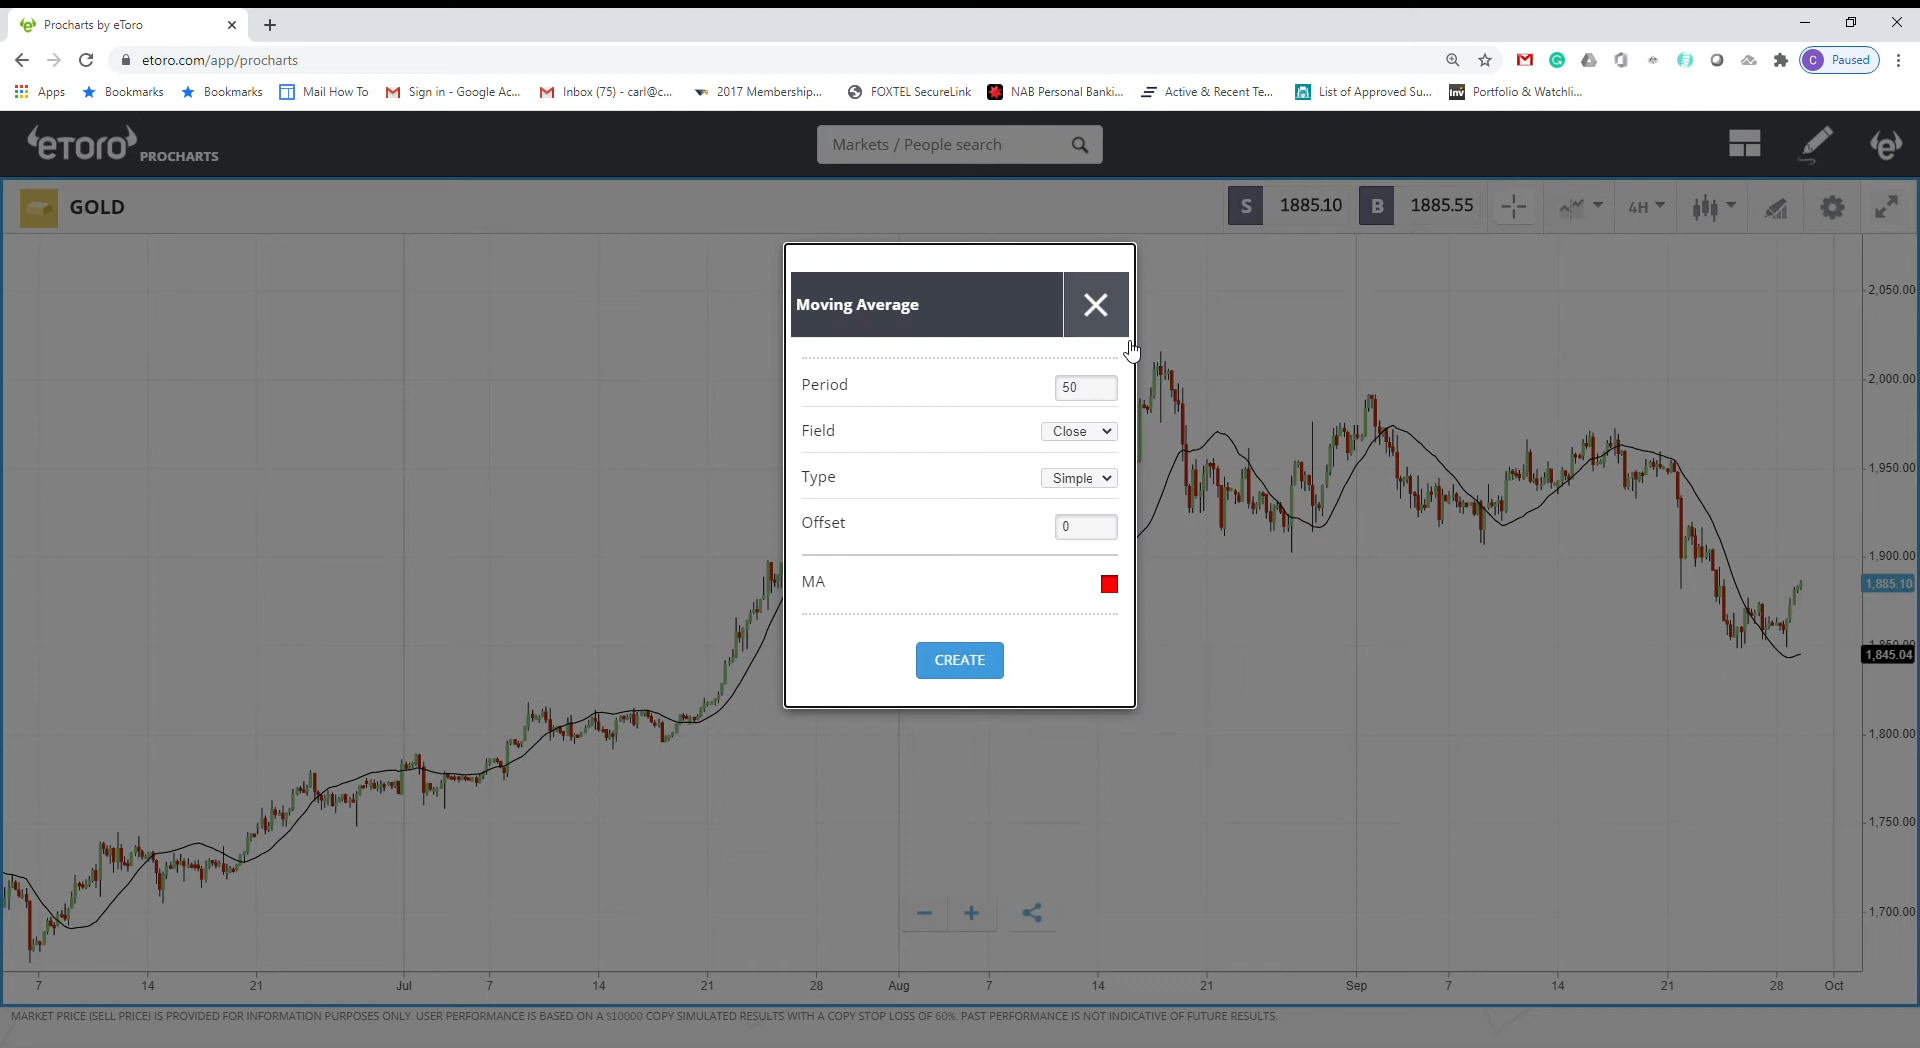 Procharts by eToro
etoro.com/app/procharts
C Paused
Apps Bookmarks Bookmarks Mail How To Sign in - Google Ac... Inbox (75) - carl@c... 2017 Membership... FOXTEL SecureLink NAB Personal Banki... Active & Recent Te... List of Approved Su... Inv Portfolio & Watchli...
eTORO PROCHARTS
Markets / People search
GOLD
S 1885.10 B 1885.55 4H
Moving Average
Period 50
Field Close
Type Simple
Offset 0
MA
CREATE
2,050.00
2,000.00
1,950.00
1,900.00
1,885.10
1,850.00
1,845.04
1,800.00
1,750.00
1,700.00
7 14 21 Jul 7 14 21 28 Aug 7 14 21 Sep 7 14 21 28 Oct
MARKET PRICE (SELL PRICE) IS PROVIDED FOR INFORMATION PURPOSES ONLY. USER PERFORMANCE IS BASED ON A $10000 COPY SIMULATED RESULTS WITH A COPY STOP LOSS OF 60%. PAST PERFORMANCE IS NOT INDICATIVE OF FUTURE RESULTS.